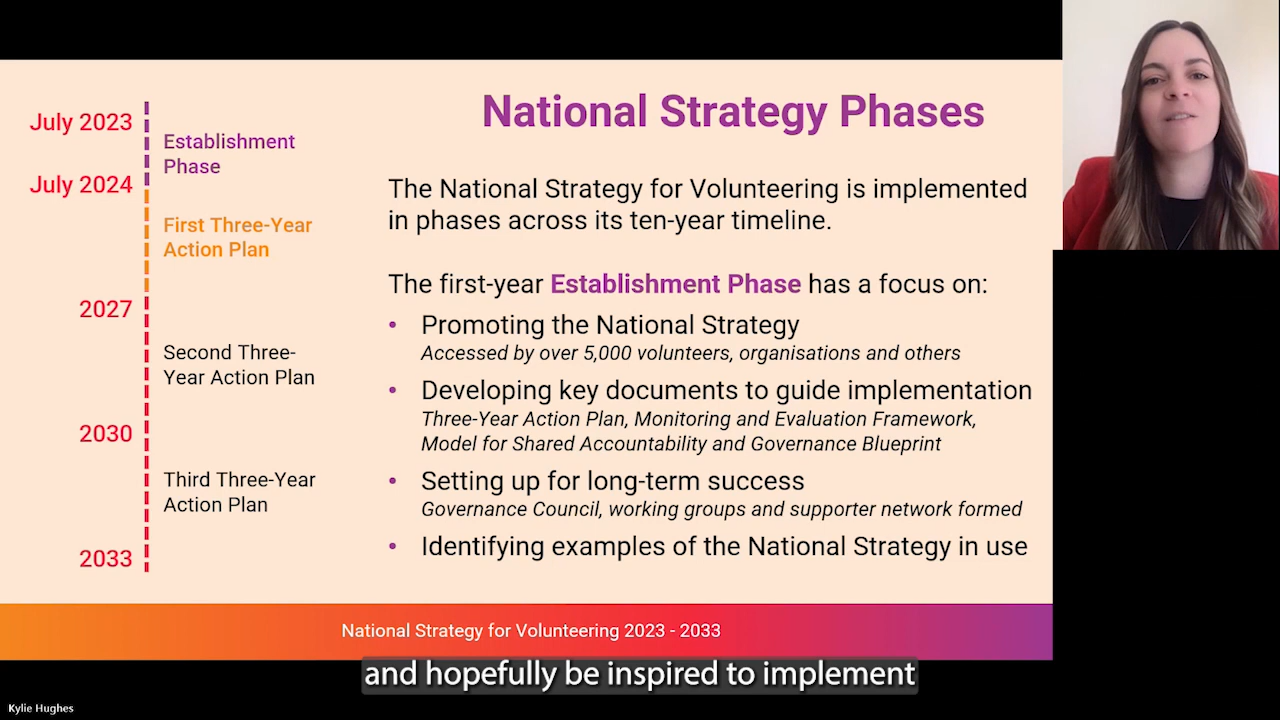 National Strategy Phases
July 2023
Establishment
Phase
July 2024
First Three-Year
Action Plan
2027
Second Three-
Year Action Plan
2030
Third Three-Year
Action Plan
2033
The National Strategy for Volunteering is implemented
in phases across its ten-year timeline.
The first-year Establishment Phase has a focus on:
• Promoting the National Strategy
Accessed by over 5,000 volunteers, organisations and others
• Developing key documents to guide implementation
Three-Year Action Plan, Monitoring and Evaluation Framework,
Model for Shared Accountability and Governance Blueprint
• Setting up for long-term success
Governance Council, working groups and supporter network formed
• Identifying examples of the National Strategy in use
National Strategy for Volunteering 2023 - 2033
and hopefully be inspired to implement
Kylie Hughes